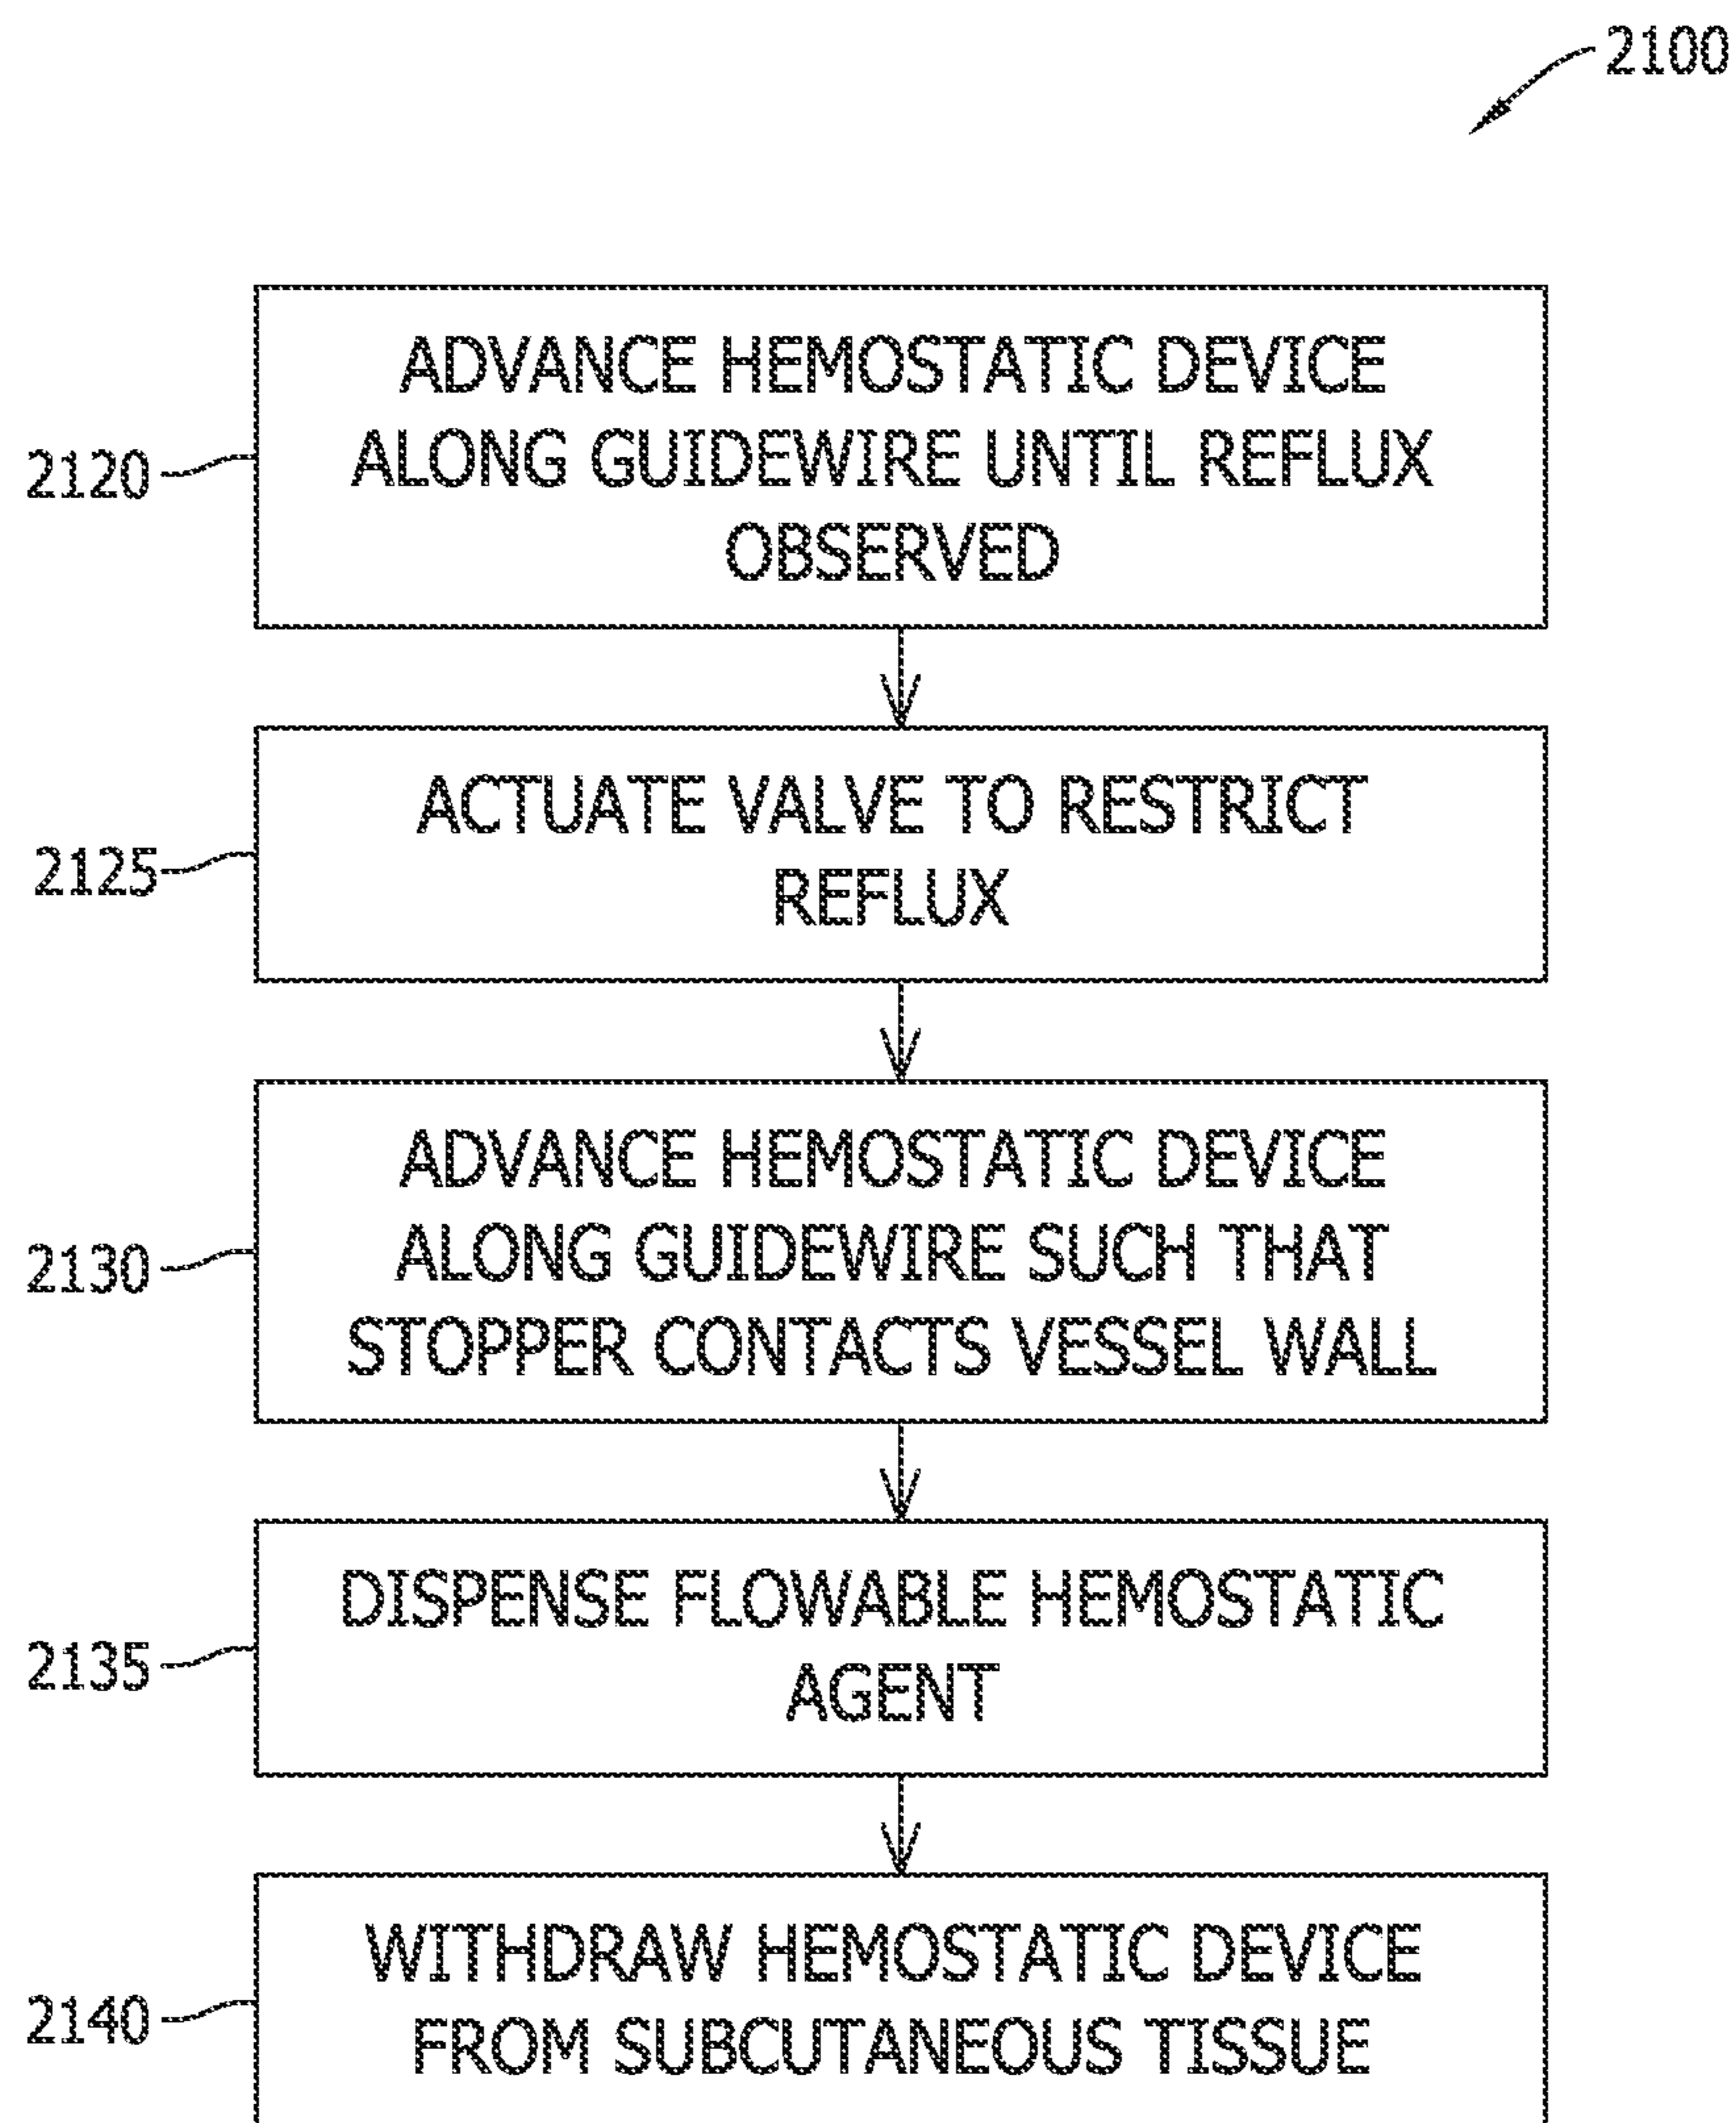 2100
ADVANCE HEMOSTATIC DEVICE
ALONG GUIDEWIRE UNTIL REFLUX
OBSERVED
2120
ACTUATE VALVE TO RESTRICT
REFLUX
2125
ADVANCE HEMOSTATIC DEVICE
ALONG GUIDEWIRE SUCH THAT
STOPPER CONTACTS VESSEL WALL
2130
DISPENSE FLOWABLE HEMOSTATIC
AGENT
2135
WITHDRAW HEMOSTATIC DEVICE
FROM SUBCUTANEOUS TISSUE
2140